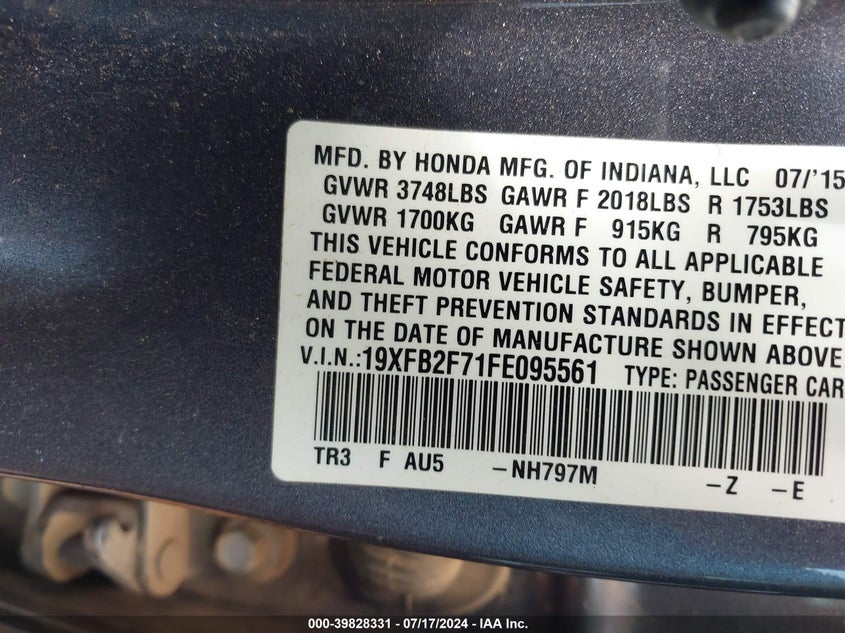 MFD. BY HONDA MFG. OF INDIANA, LLC 07/'15
GVWR 3748LBS GAWR F 2018LBS R 1753LBS
GVWR 1700KG GAWR F 915KG R 795KG
THIS VEHICLE CONFORMS TO ALL APPLICABLE
FEDERAL MOTOR VEHICLE SAFETY, BUMPER,
AND THEFT PREVENTION STANDARDS IN EFFECT
ON THE DATE OF MANUFACTURE SHOWN ABOVE
V.I.N.:19XFB2F71FE095561 TYPE: PASSENGER CAR
TR3 F AU5 -NH797M -Z -E
000-39828331 - 07/17/2024 - IAA Inc.